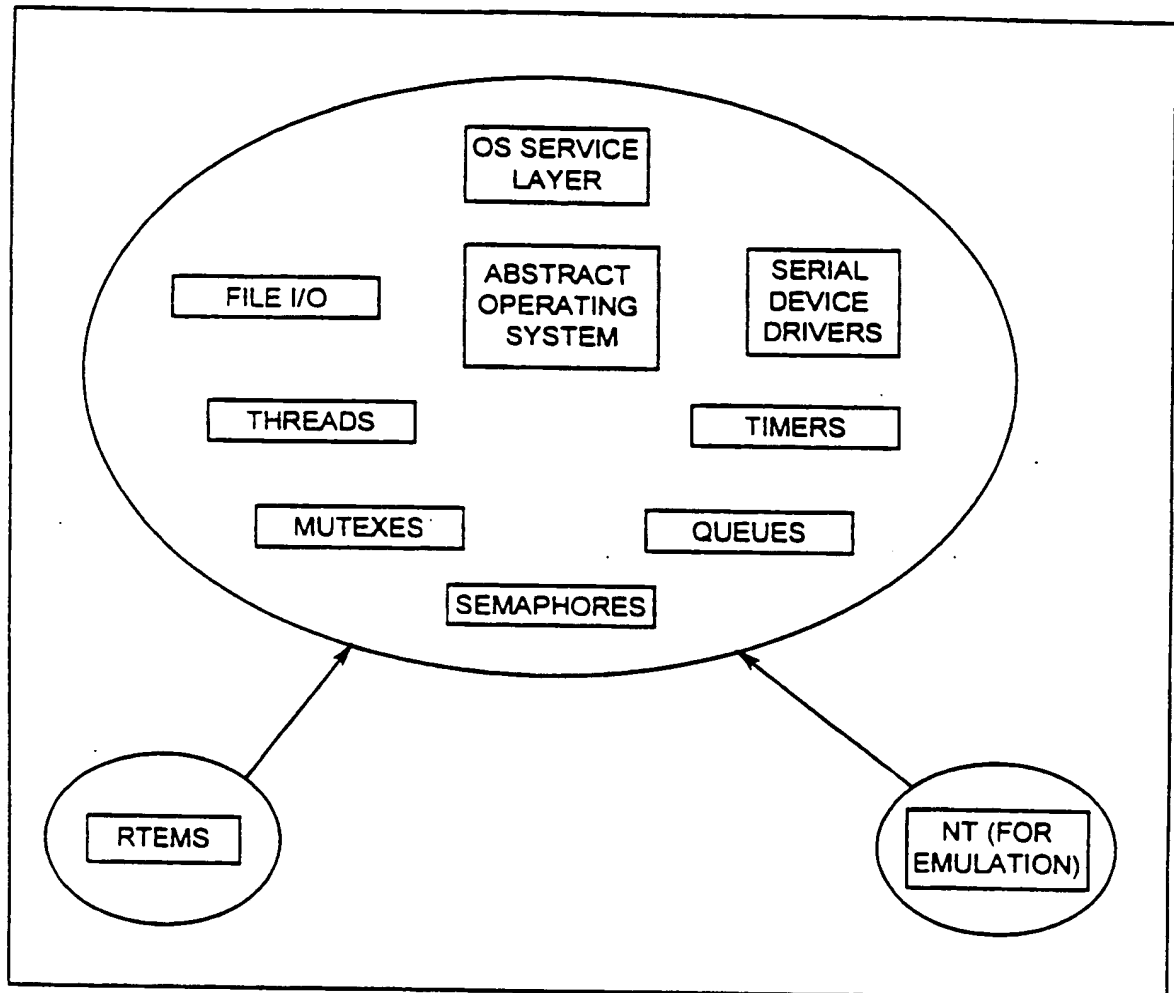 OS SERVICE
LAYER
FILE I/O
ABSTRACT
OPERATING
SYSTEM
SERIAL
DEVICE
DRIVERS
THREADS
TIMERS
MUTEXES
QUEUES
SEMAPHORES
RTEMS
NT (FOR
EMULATION)